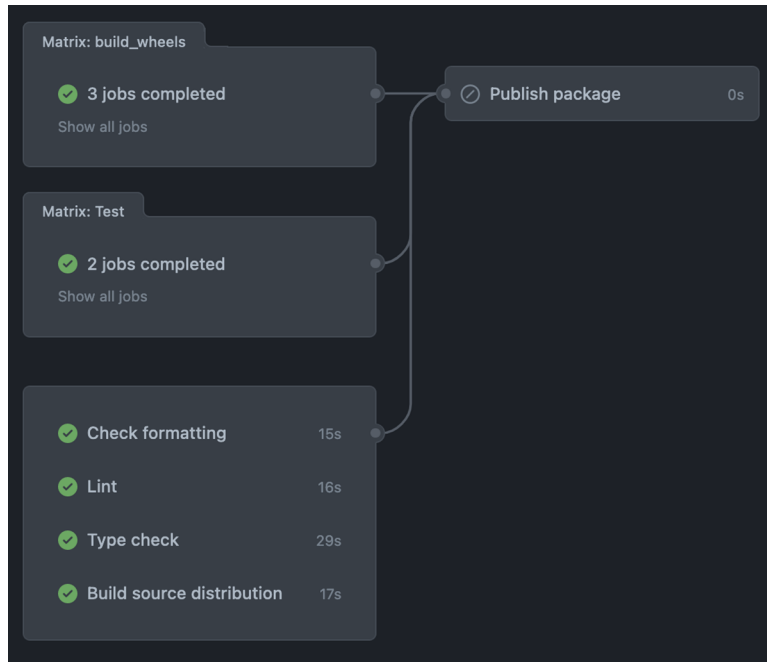 Matrix: build_wheels
3 jobs completed
Show all jobs
Publish package 0s
Matrix: Test
2 jobs completed
Show all jobs
Check formatting 15s
Lint 16s
Type check 29s
Build source distribution 17s